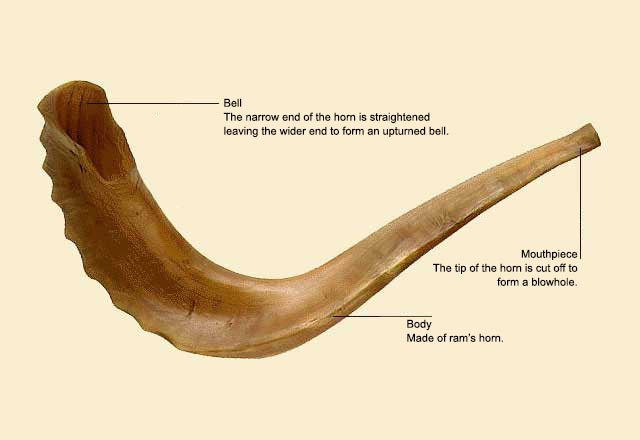 Bell
The narrow end of the horn is straightened
leaving the wider end to form an upturned bell.
Mouthpiece
The tip of the horn is cut off to
form a blowhole.
Body
Made of ram's horn.